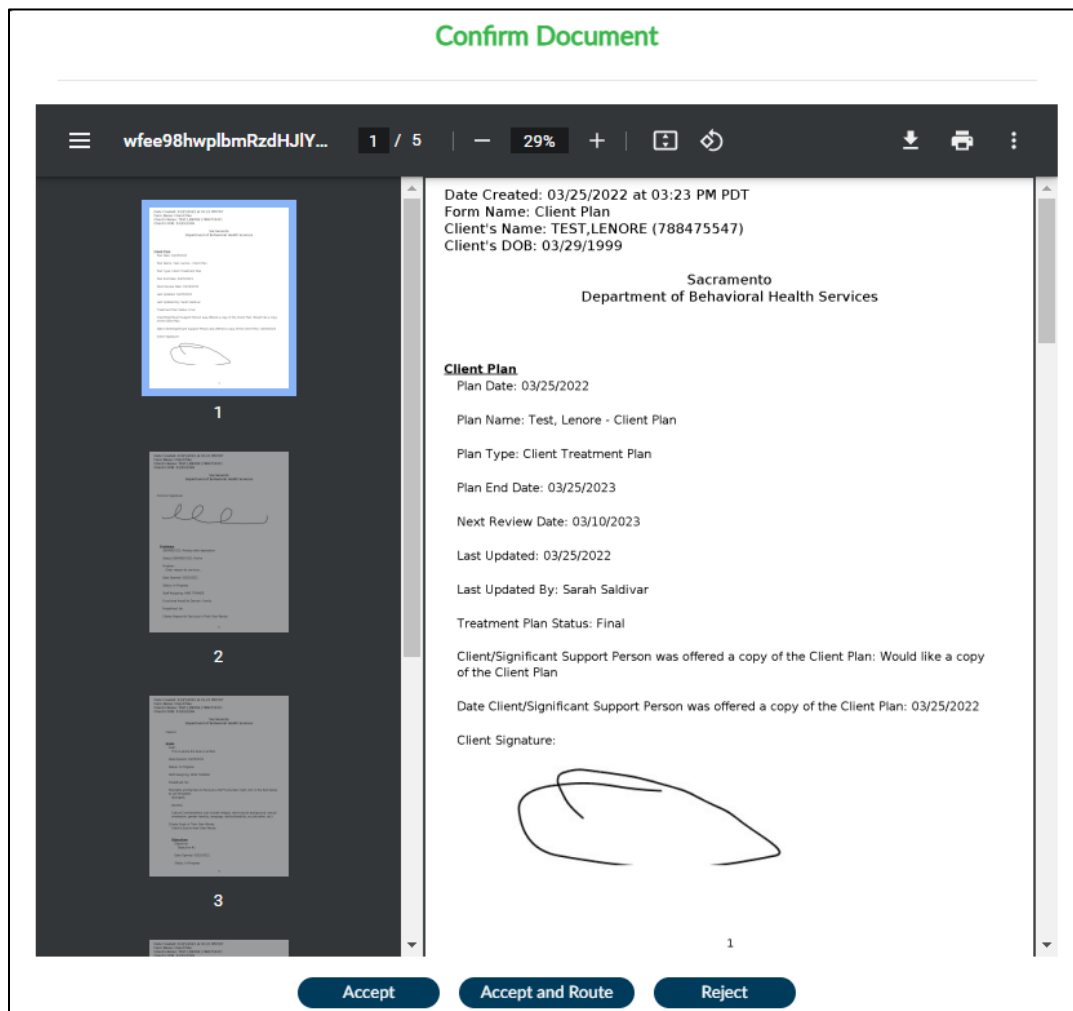 Confirm Document
wfee98hwplbmRzdHJlY... 1 / 5 29%
1
2
3
Date Created: 03/25/2022 at 03:23 PM PDT
Form Name: Client Plan
Client's Name: TEST,LENORE (788475547)
Client's DOB: 03/29/1999
Sacramento
Department of Behavioral Health Services
Client Plan
Plan Date: 03/25/2022
Plan Name: Test, Lenore - Client Plan
Plan Type: Client Treatment Plan
Plan End Date: 03/25/2023
Next Review Date: 03/10/2023
Last Updated: 03/25/2022
Last Updated By: Sarah Saldivar
Treatment Plan Status: Final
Client/Significant Support Person was offered a copy of the Client Plan: Would like a copy
of the Client Plan
Date Client/Significant Support Person was offered a copy of the Client Plan: 03/25/2022
Client Signature:
1
Accept Accept and Route Reject